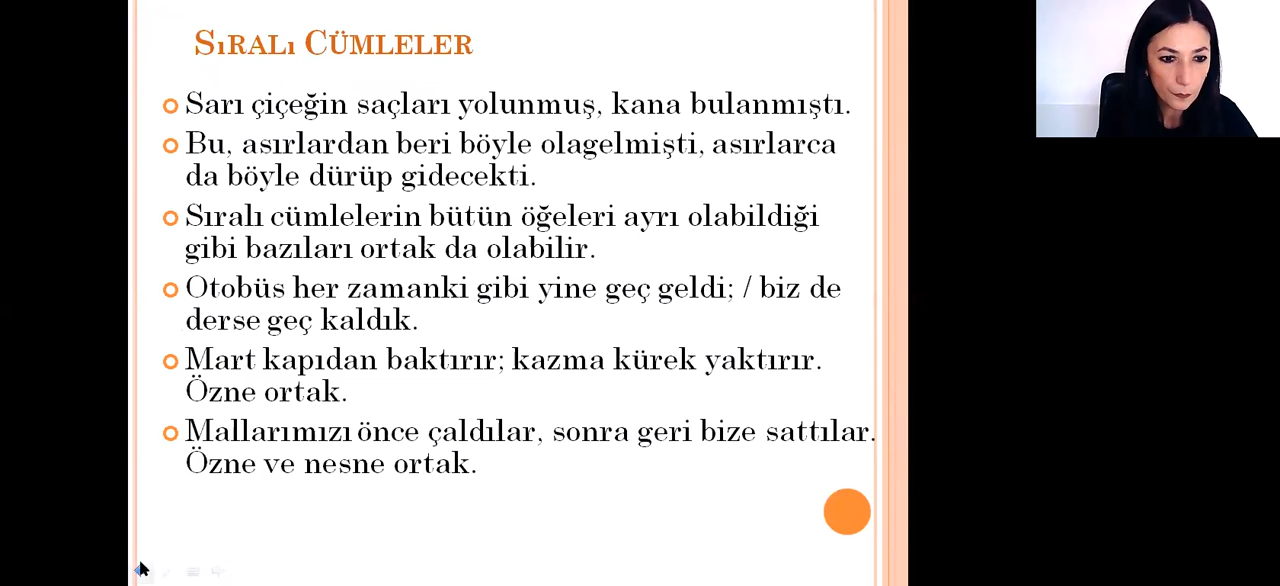 Sıralı Cümleler
Sarı çiçeğin saçları yolunmuş, kana bulanmıştı.
Bu, asırlardan beri böyle olagelmişti, asırlarca
da böyle dürüp gidecekti.
Sıralı cümlelerin bütün öğeleri ayrı olabildiği
gibi bazıları ortak da olabilir.
Otobüs her zamanki gibi yine geç geldi; / biz de
derse geç kaldık.
Mart kapıdan baktırır; kazma kürek yaktırır.
Özne ortak.
Mallarımızı önce çaldılar, sonra geri bize sattılar.
Özne ve nesne ortak.